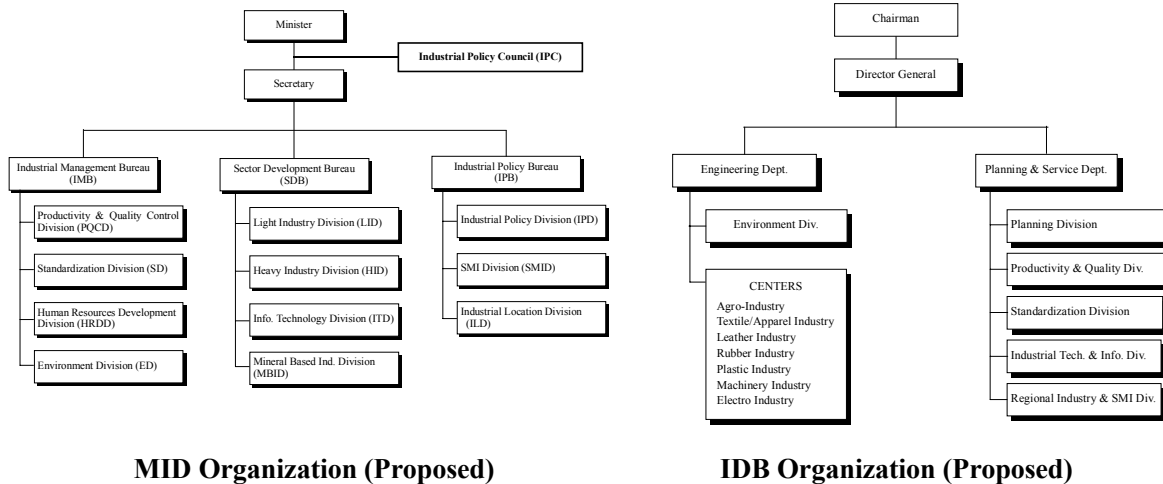 Minister
Industrial Policy Council (IPC)
Secretary
Industrial Management Bureau
(IMB)
Productivity & Quality Control
Division (PQCD)
Standardization Division (SD)
Human Resources Development
Division (HRDD)
Environment Division (ED)
Sector Development Bureau
(SDB)
Light Industry Division (LID)
Heavy Industry Division (HID)
Info. Technology Division (ITD)
Mineral Based Ind. Division
(MBID)
Industrial Policy Bureau
(IPB)
Industrial Policy Division (IPD)
SMI Division (SMID)
Industrial Location Division
(ILD)
MID Organization (Proposed)
Chairman
Director General
Engineering Dept.
Environment Div.
CENTERS
Agro-Industry
Textile/Apparel Industry
Leather Industry
Rubber Industry
Plastic Industry
Machinery Industry
Electro Industry
Planning & Service Dept.
Planning Division
Productivity & Quality Div.
Standardization Division
Industrial Tech. & Info. Div.
Regional Industry & SMI Div.
IDB Organization (Proposed)